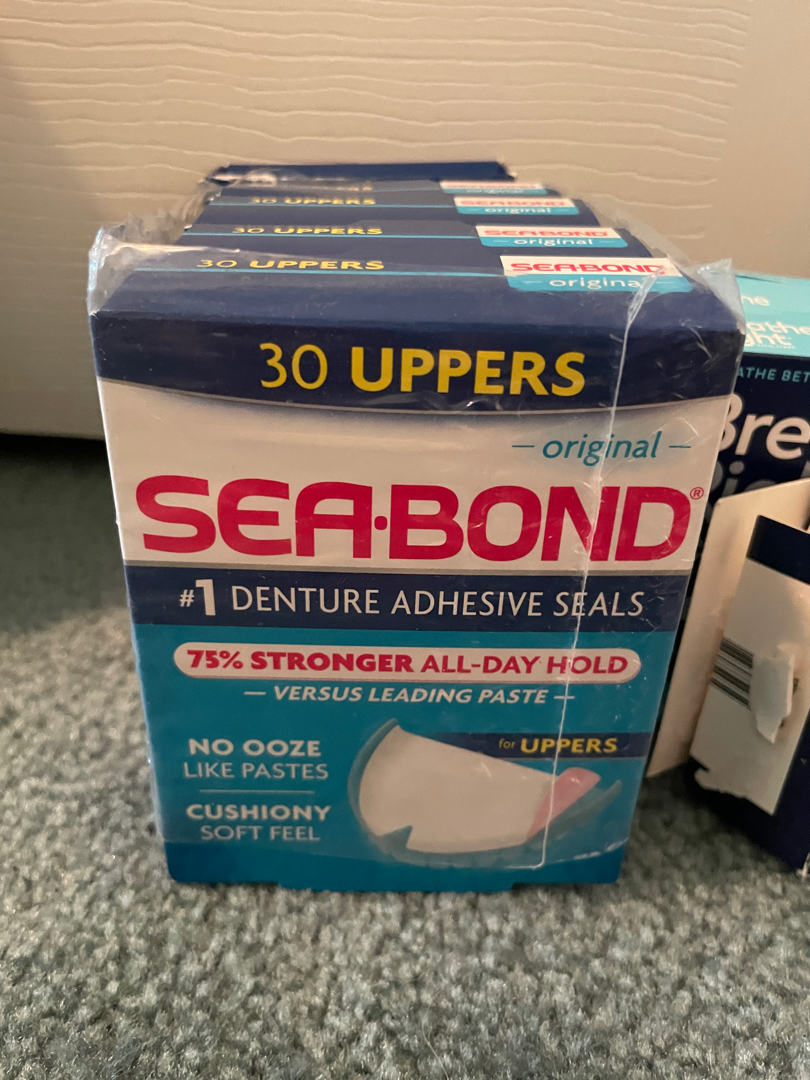 30 UPPERS
SEA·BOND
original
30 UPPERS
SEA·BOND
original
30 UPPERS
SEA·BOND
original
30 UPPERS
— original —
SEA·BOND®
#1 DENTURE ADHESIVE SEALS
75% STRONGER ALL-DAY HOLD
— VERSUS LEADING PASTE —
NO OOZE
LIKE PASTES
CUSHIONY
SOFT FEEL
for UPPERS